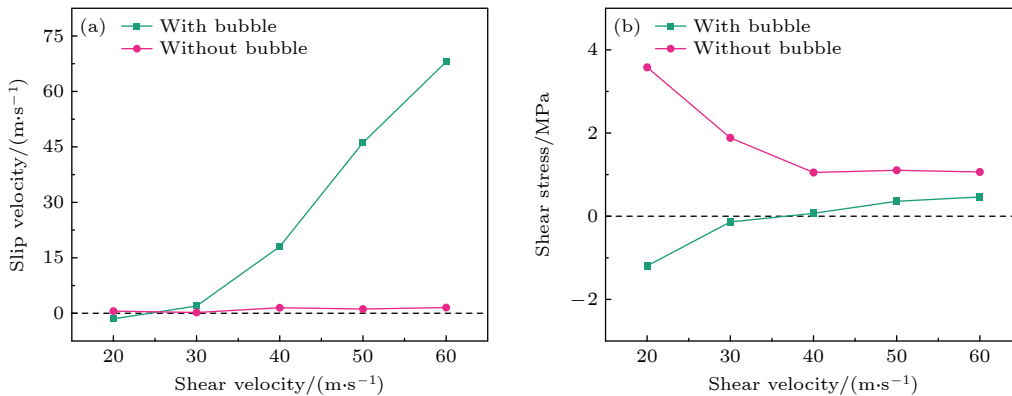 (a)
With bubble
Without bubble
75
60
45
30
15
0
Slip velocity/(m·s⁻¹)
20 30 40 50 60
Shear velocity/(m·s⁻¹)
(b)
With bubble
Without bubble
4
2
0
−2
Shear stress/MPa
20 30 40 50 60
Shear velocity/(m·s⁻¹)